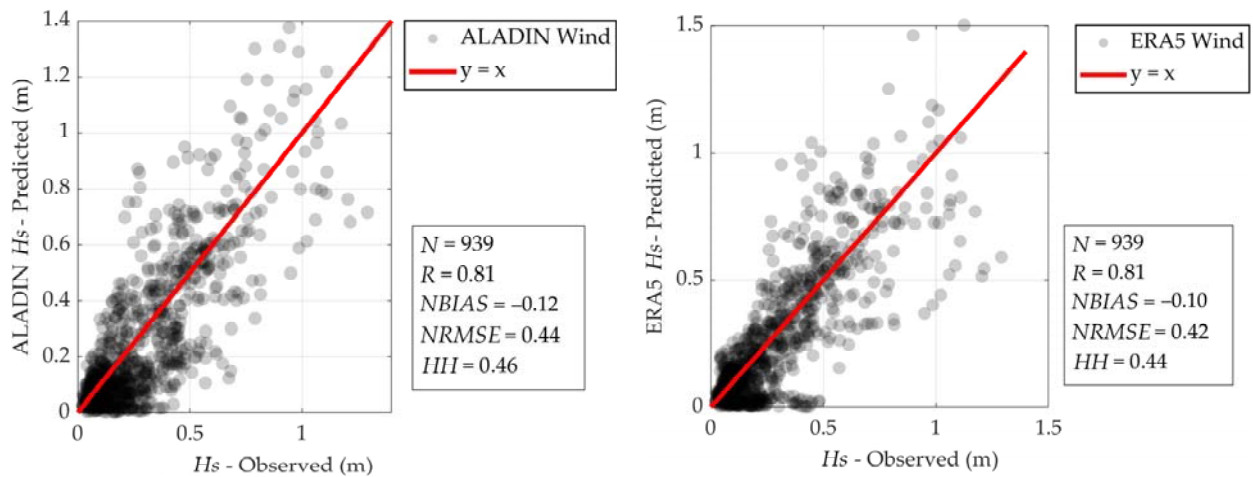 1.4
1.2
1
0.8
0.6
0.4
0.2
0
0
0.5
1
ALADIN Hs - Predicted (m)
Hs - Observed (m)
ALADIN Wind
y = x
N = 939
R = 0.81
NBIAS = –0.12
NRMSE = 0.44
HH = 0.46
1.5
1
0.5
0
0
0.5
1
1.5
ERA5 Hs - Predicted (m)
Hs - Observed (m)
ERA5 Wind
y = x
N = 939
R = 0.81
NBIAS = –0.10
NRMSE = 0.42
HH = 0.44